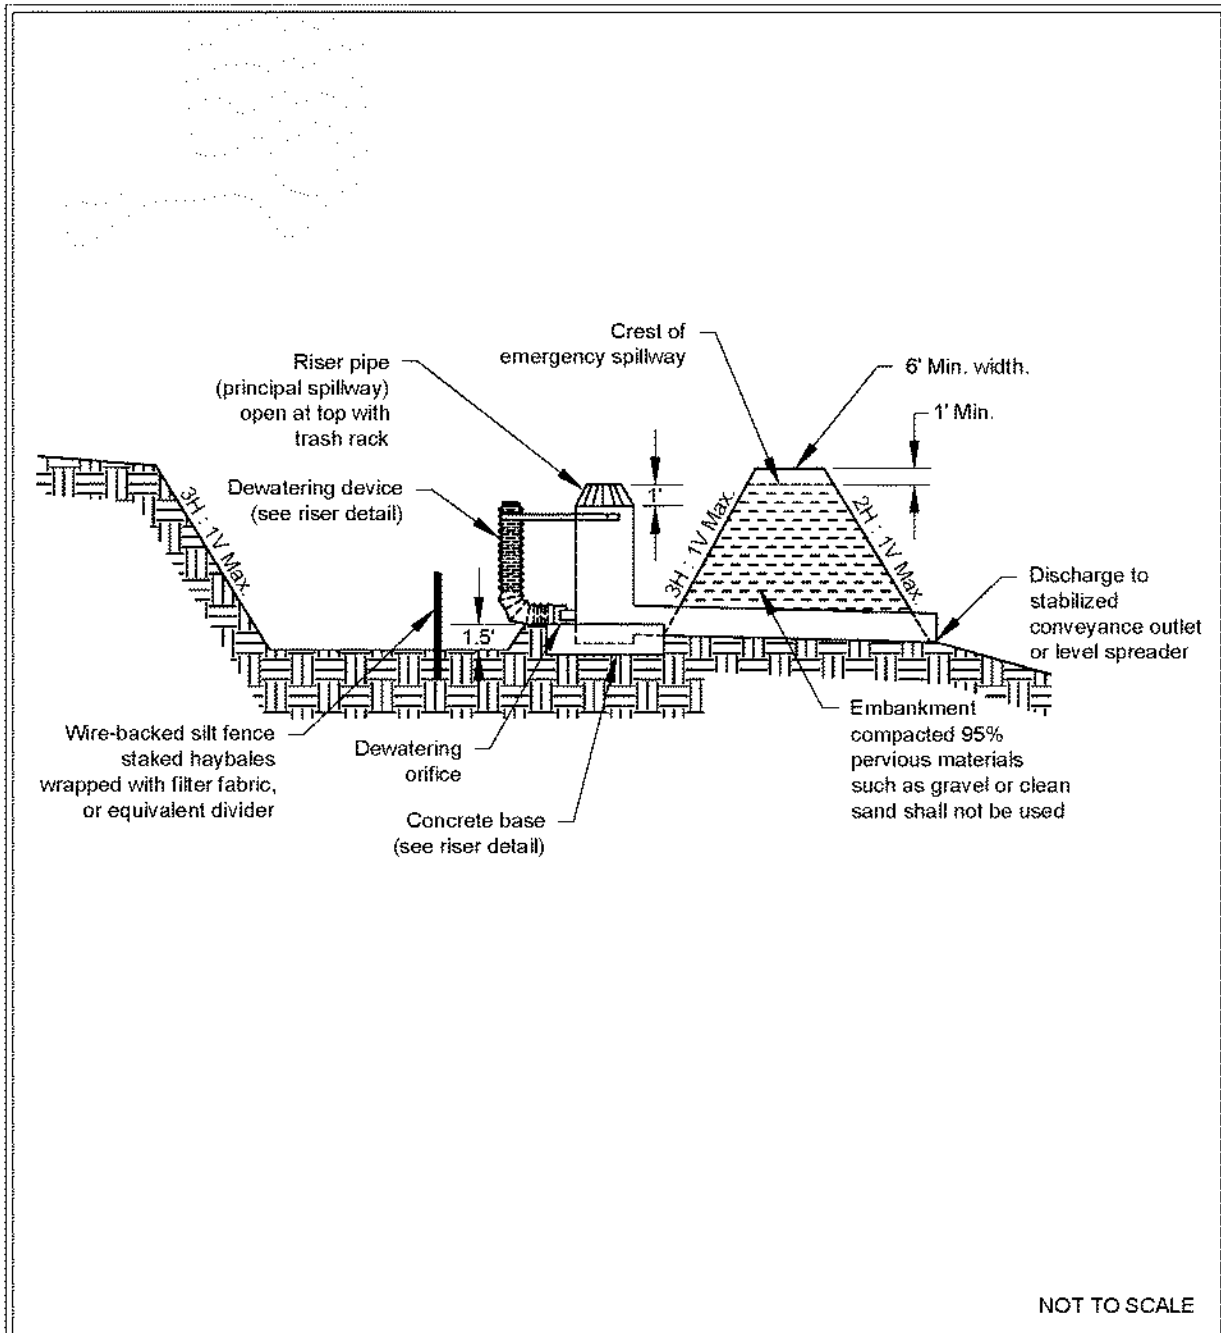 Crest of
emergency spillway
6' Min. width.
1' Min.
Riser pipe
(principal spillway)
open at top with
trash rack
Dewatering device
(see riser detail)
1'
3H : 1V Max.
3H : 1V Max.
2H : 1V Max.
1.5'
Discharge to
stabilized
conveyance outlet
or level spreader
Wire-backed silt fence
staked haybales
wrapped with filter fabric,
or equivalent divider
Dewatering
orifice
Concrete base
(see riser detail)
Embankment
compacted 95%
pervious materials
such as gravel or clean
sand shall not be used
NOT TO SCALE